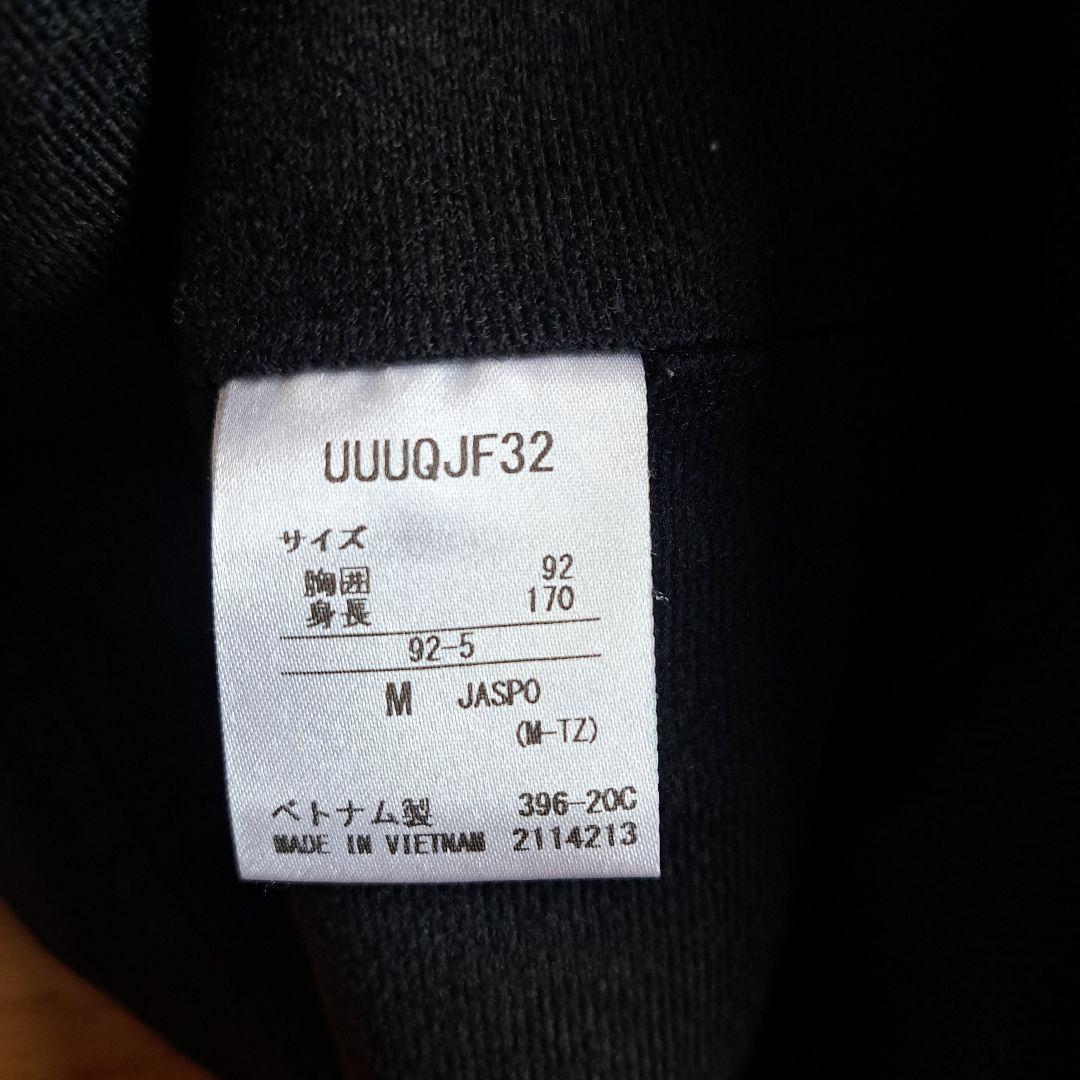 UUUQJF32
サイズ
胸囲 92
身長 170
92-5
M JASPO
(M-TZ)
ベトナム製 396-20C
MADE IN VIETNAM 2114213